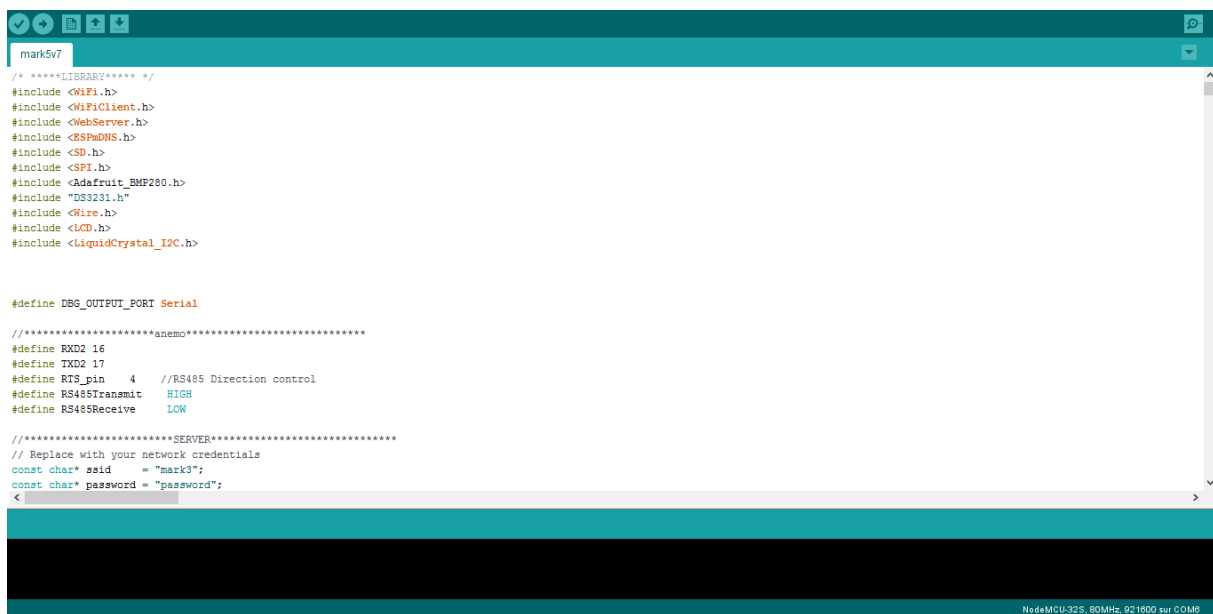 mark5v7
/* *****LIBRARY***** */
#include <WiFi.h>
#include <WiFiClient.h>
#include <WebServer.h>
#include <ESPmDNS.h>
#include <SD.h>
#include <SPI.h>
#include <Adafruit_BMP280.h>
#include "DS3231.h"
#include <Wire.h>
#include <LCD.h>
#include <LiquidCrystal_I2C.h>
#define DBG_OUTPUT_PORT Serial
//*********************anemo*****************************
#define RXD2 16
#define TXD2 17
#define RTS_pin    4    //RS485 Direction control
#define RS485Transmit    HIGH
#define RS485Receive     LOW
//************************SERVER******************************
// Replace with your network credentials
const char* ssid     = "mark3";
const char* password = "password";
NodeMCU-32S, 80MHz, 921600 sur COM6